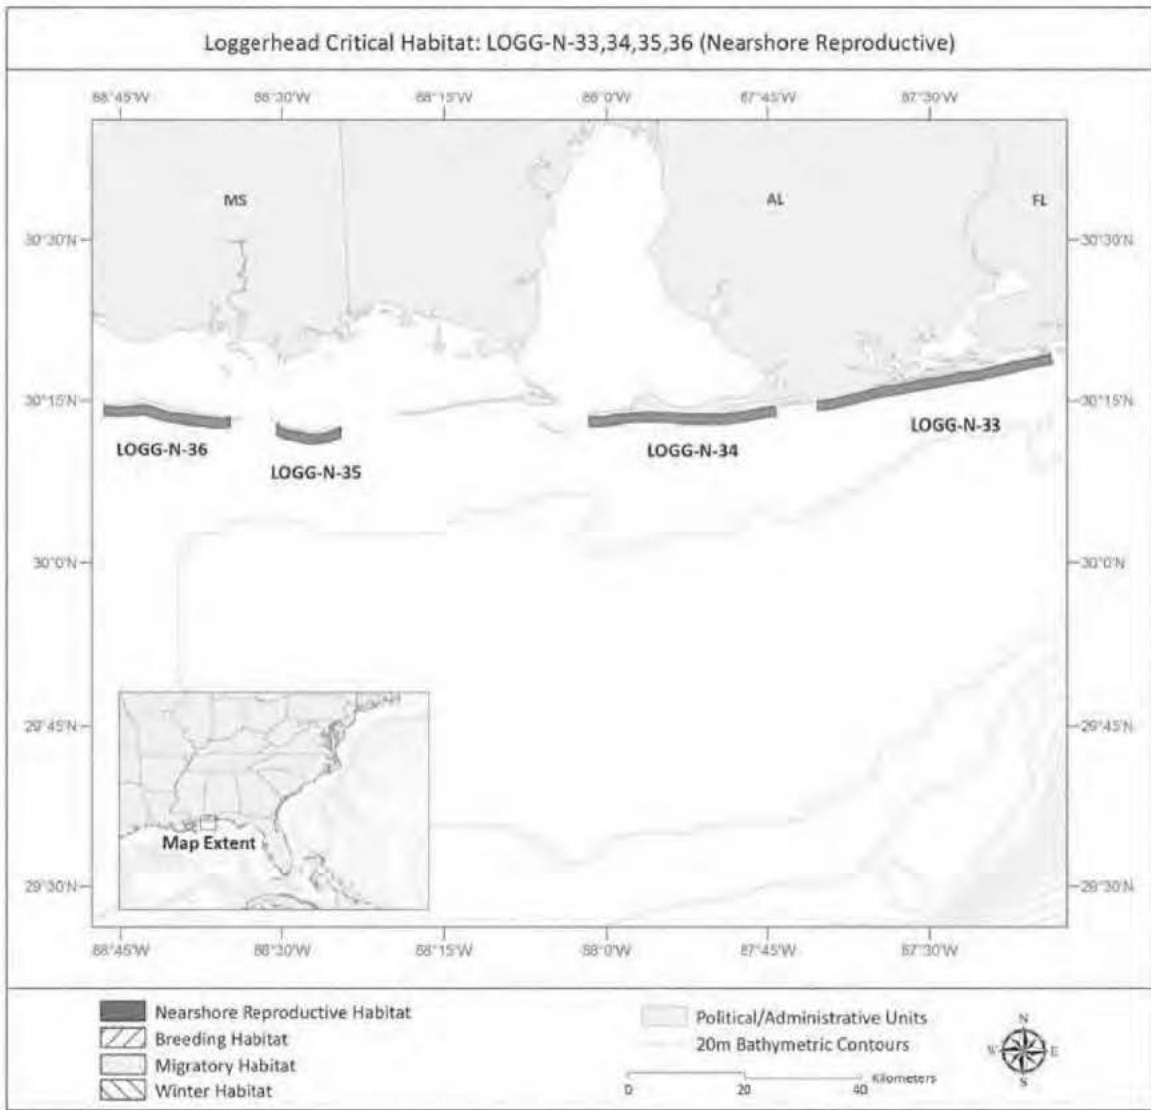 Loggerhead Critical Habitat: LOGG-N-33,34,35,36 (Nearshore Reproductive)
88°45'W 88°30'W 88°15'W 88°0'W 87°45'W 87°30'W
MS AL FL
30°30'N 30°30'N
30°15'N 30°15'N
LOGG-N-33
LOGG-N-36 LOGG-N-34
LOGG-N-35
30°0'N 30°0'N
29°45'N 29°45'N
Map Extent
29°30'N 29°30'N
88°45'W 88°30'W 88°15'W 88°0'W 87°45'W 87°30'W
Nearshore Reproductive Habitat
Breeding Habitat
Migratory Habitat
Winter Habitat
Political/Administrative Units
20m Bathymetric Contours
Kilometers
0 20 40
N
W E
S